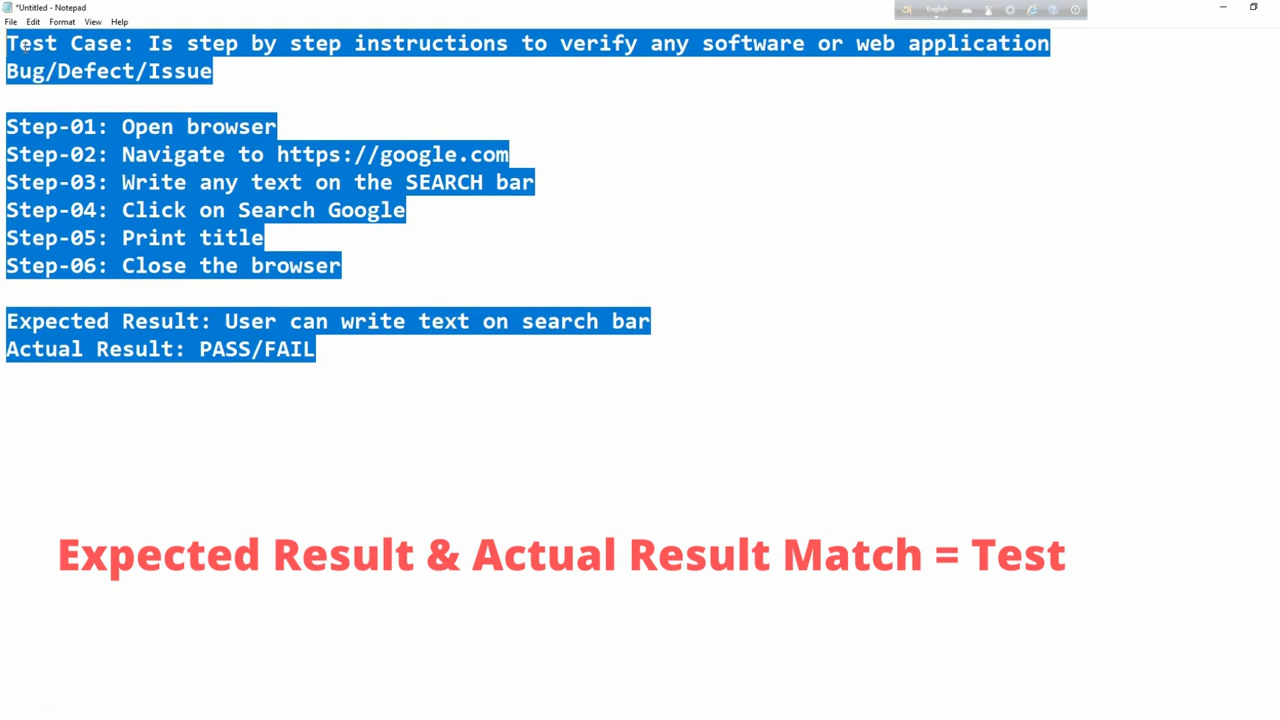 *Untitled - Notepad
File Edit Format View Help
English
Test Case: Is step by step instructions to verify any software or web application
Bug/Defect/Issue
Step-01: Open browser
Step-02: Navigate to https://google.com
Step-03: Write any text on the SEARCH bar
Step-04: Click on Search Google
Step-05: Print title
Step-06: Close the browser
Expected Result: User can write text on search bar
Actual Result: PASS/FAIL
Expected Result & Actual Result Match = Test